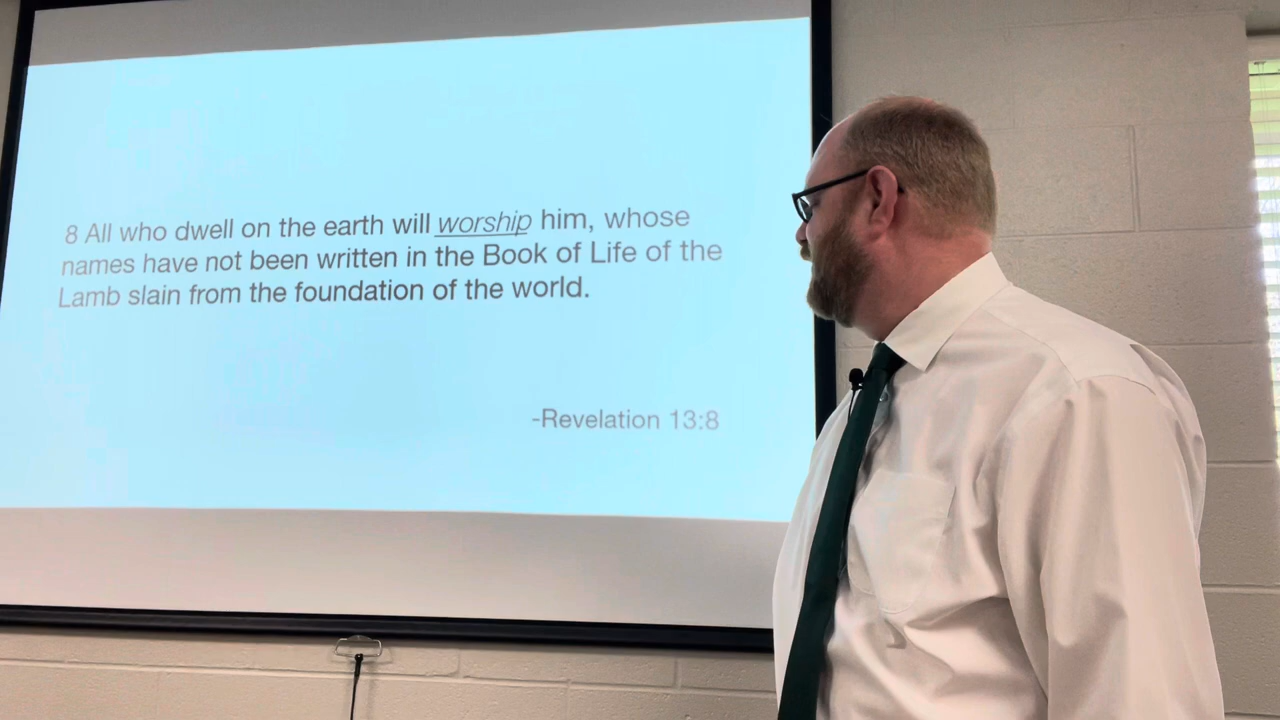 8 All who dwell on the earth will worship him, whose
names have not been written in the Book of Life of the
Lamb slain from the foundation of the world.
-Revelation 13:8